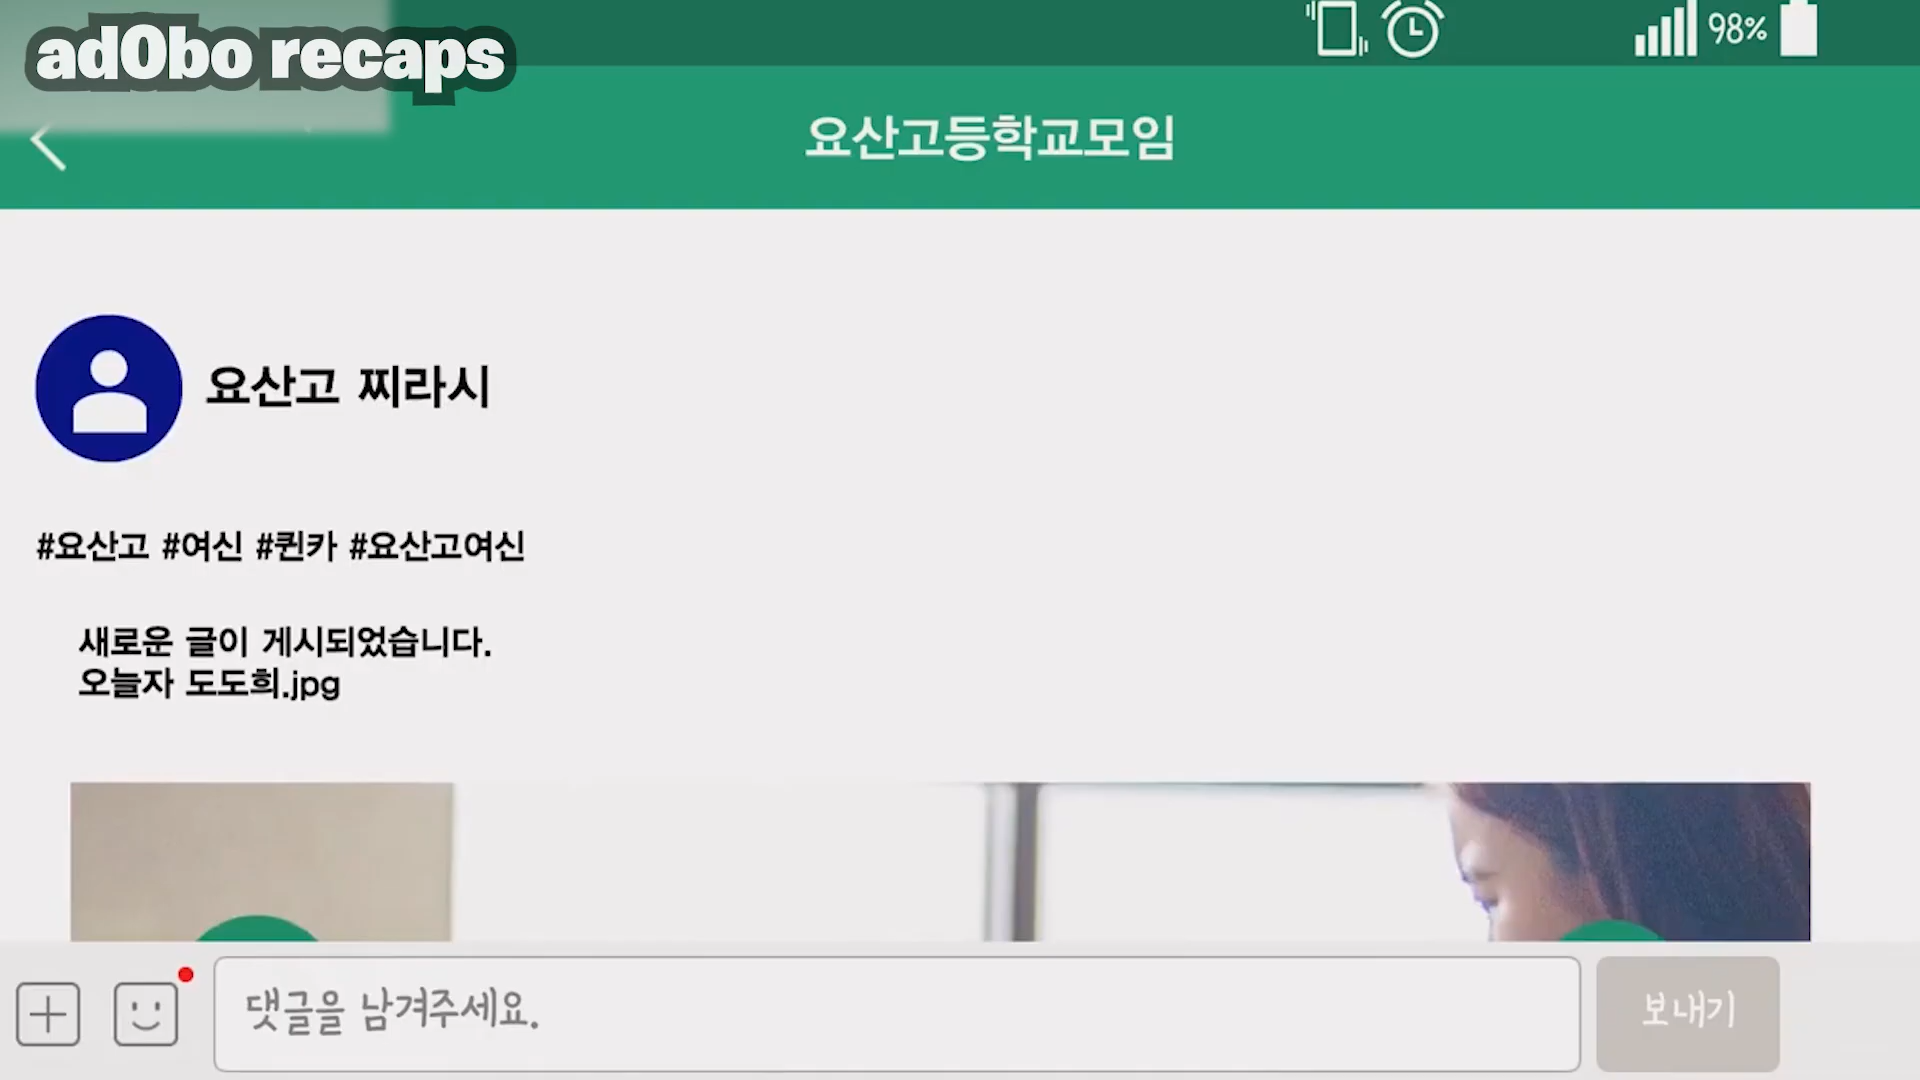 ad0bo recaps
98%
요산고등학교모임
요산고 찌라시
#요산고 #여신 #퀸카 #요산고여신
새로운 글이 게시되었습니다.
오늘자 도도희.jpg
댓글을 남겨주세요.
보내기